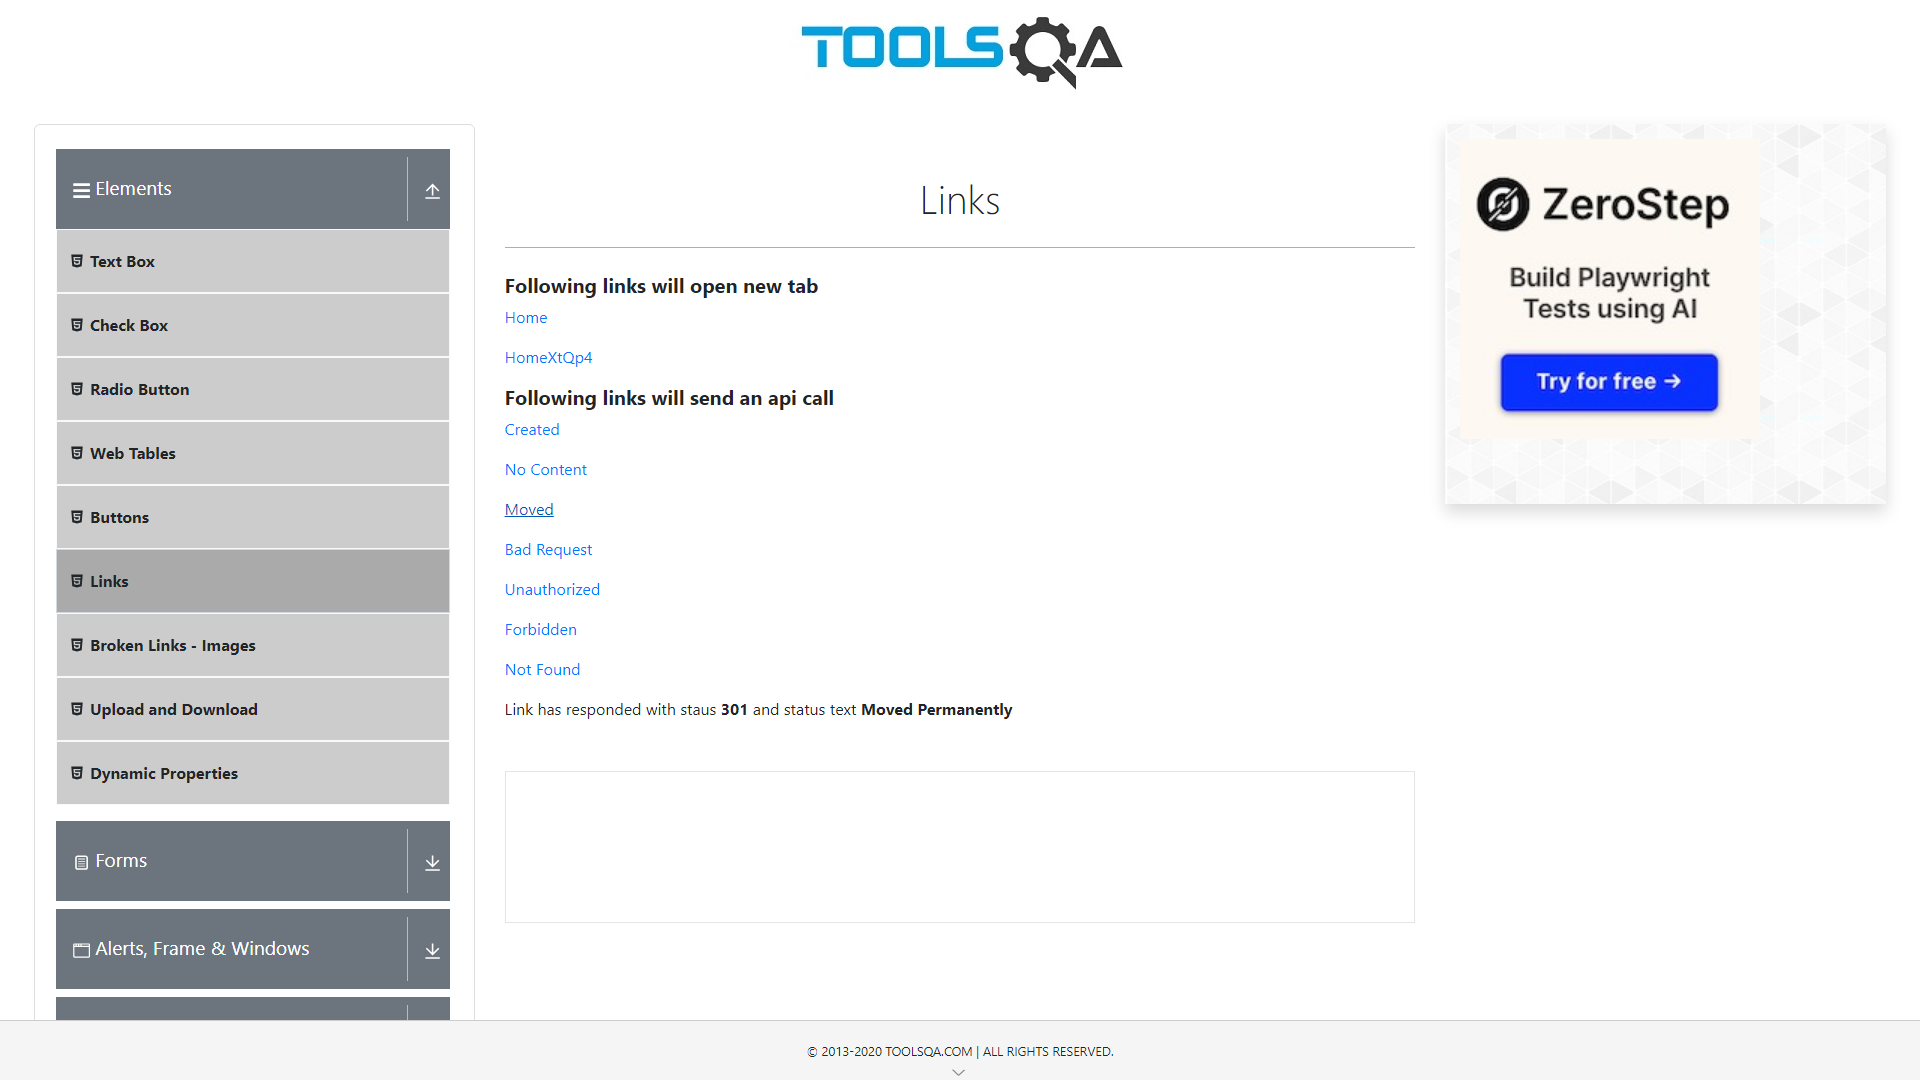 TOOLSQA
Elements
Text Box
Check Box
Radio Button
Web Tables
Buttons
Links
Broken Links - Images
Upload and Download
Dynamic Properties
Forms
Alerts, Frame & Windows
Links
Following links will open new tab
Home
HomeXtQp4
Following links will send an api call
Created
No Content
Moved
Bad Request
Unauthorized
Forbidden
Not Found
Link has responded with staus 301 and status text Moved Permanently
ZeroStep
Build Playwright
Tests using AI
Try for free →
© 2013-2020 TOOLSQA.COM | ALL RIGHTS RESERVED.